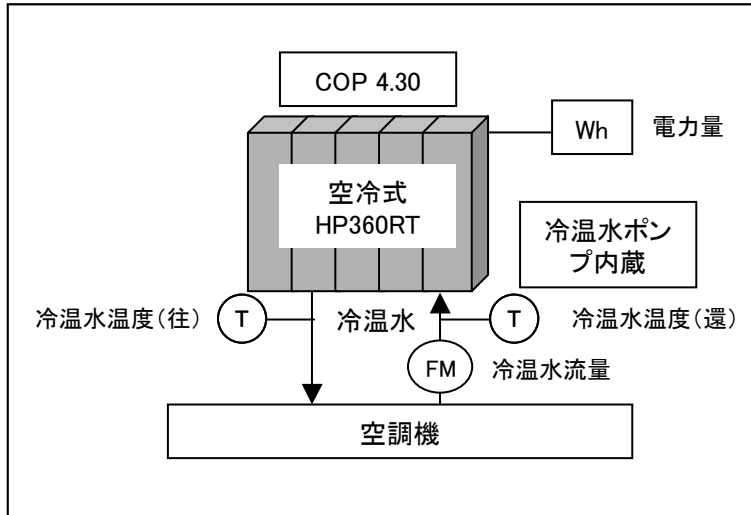 COP 4.30
Wh
電力量
空冷式
HP360RT
冷温水ポン
プ内蔵
冷温水温度(往)
T
冷温水
T
冷温水温度(還)
FM
冷温水流量
空調機